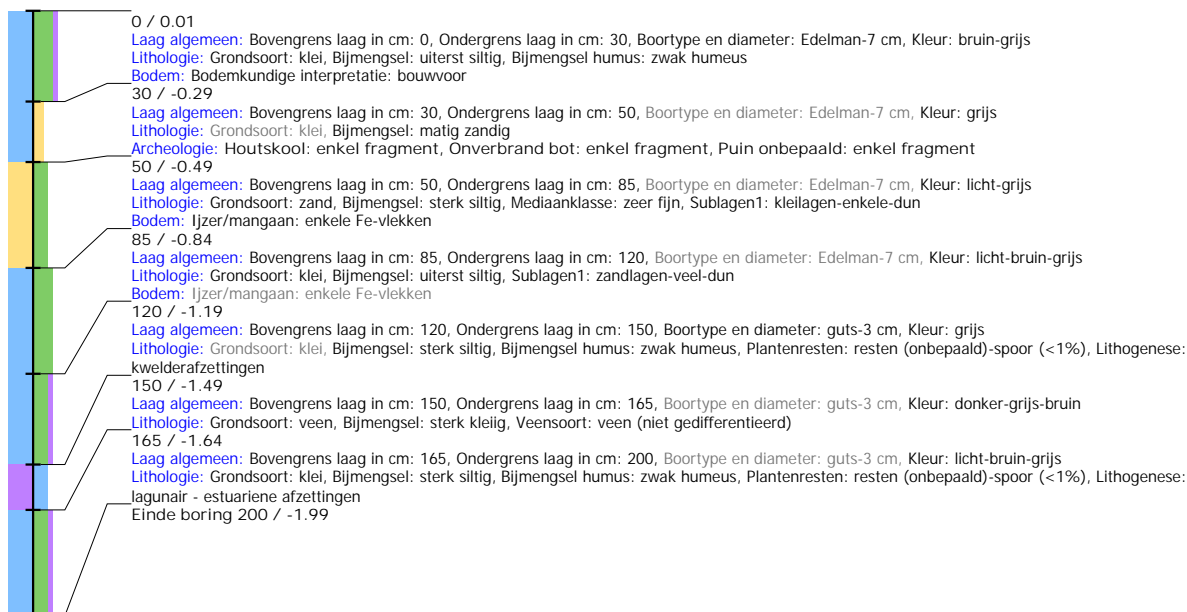 0 / 0.01
Laag algemeen: Bovengrens laag in cm: 0, Ondergrens laag in cm: 30, Boortype en diameter: Edelman-7 cm, Kleur: bruin-grijs
Lithologie: Grondsoort: klei, Bijmengsel: uiterst siltig, Bijmengsel humus: zwak humeus
Bodem: Bodemkundige interpretatie: bouwvoor
30 / -0.29
Laag algemeen: Bovengrens laag in cm: 30, Ondergrens laag in cm: 50, Boortype en diameter: Edelman-7 cm, Kleur: grijs
Lithologie: Grondsoort: klei, Bijmengsel: matig zandig
Archeologie: Houtskool: enkel fragment, Onverbrand bot: enkel fragment, Puin onbepaald: enkel fragment
50 / -0.49
Laag algemeen: Bovengrens laag in cm: 50, Ondergrens laag in cm: 85, Boortype en diameter: Edelman-7 cm, Kleur: licht-grijs
Lithologie: Grondsoort: zand, Bijmengsel: sterk siltig, Mediaanklasse: zeer fijn, Sublagen1: kleilagen-enkele-dun
Bodem: Ijzer/mangaan: enkele Fe-vlekken
85 / -0.84
Laag algemeen: Bovengrens laag in cm: 85, Ondergrens laag in cm: 120, Boortype en diameter: Edelman-7 cm, Kleur: licht-bruin-grijs
Lithologie: Grondsoort: klei, Bijmengsel: uiterst siltig, Sublagen1: zandlagen-veel-dun
Bodem: Ijzer/mangaan: enkele Fe-vlekken
120 / -1.19
Laag algemeen: Bovengrens laag in cm: 120, Ondergrens laag in cm: 150, Boortype en diameter: guts-3 cm, Kleur: grijs
Lithologie: Grondsoort: klei, Bijmengsel: sterk siltig, Bijmengsel humus: zwak humeus, Plantenresten: resten (onbepaald)-spoor (<1%), Lithogenese:
kwelderafzettingen
150 / -1.49
Laag algemeen: Bovengrens laag in cm: 150, Ondergrens laag in cm: 165, Boortype en diameter: guts-3 cm, Kleur: donker-grijs-bruin
Lithologie: Grondsoort: veen, Bijmengsel: sterk kleiig, Veensoort: veen (niet gedifferentieerd)
165 / -1.64
Laag algemeen: Bovengrens laag in cm: 165, Ondergrens laag in cm: 200, Boortype en diameter: guts-3 cm, Kleur: licht-bruin-grijs
Lithologie: Grondsoort: klei, Bijmengsel: sterk siltig, Bijmengsel humus: zwak humeus, Plantenresten: resten (onbepaald)-spoor (<1%), Lithogenese:
lagunair - estuariene afzettingen
Einde boring 200 / -1.99